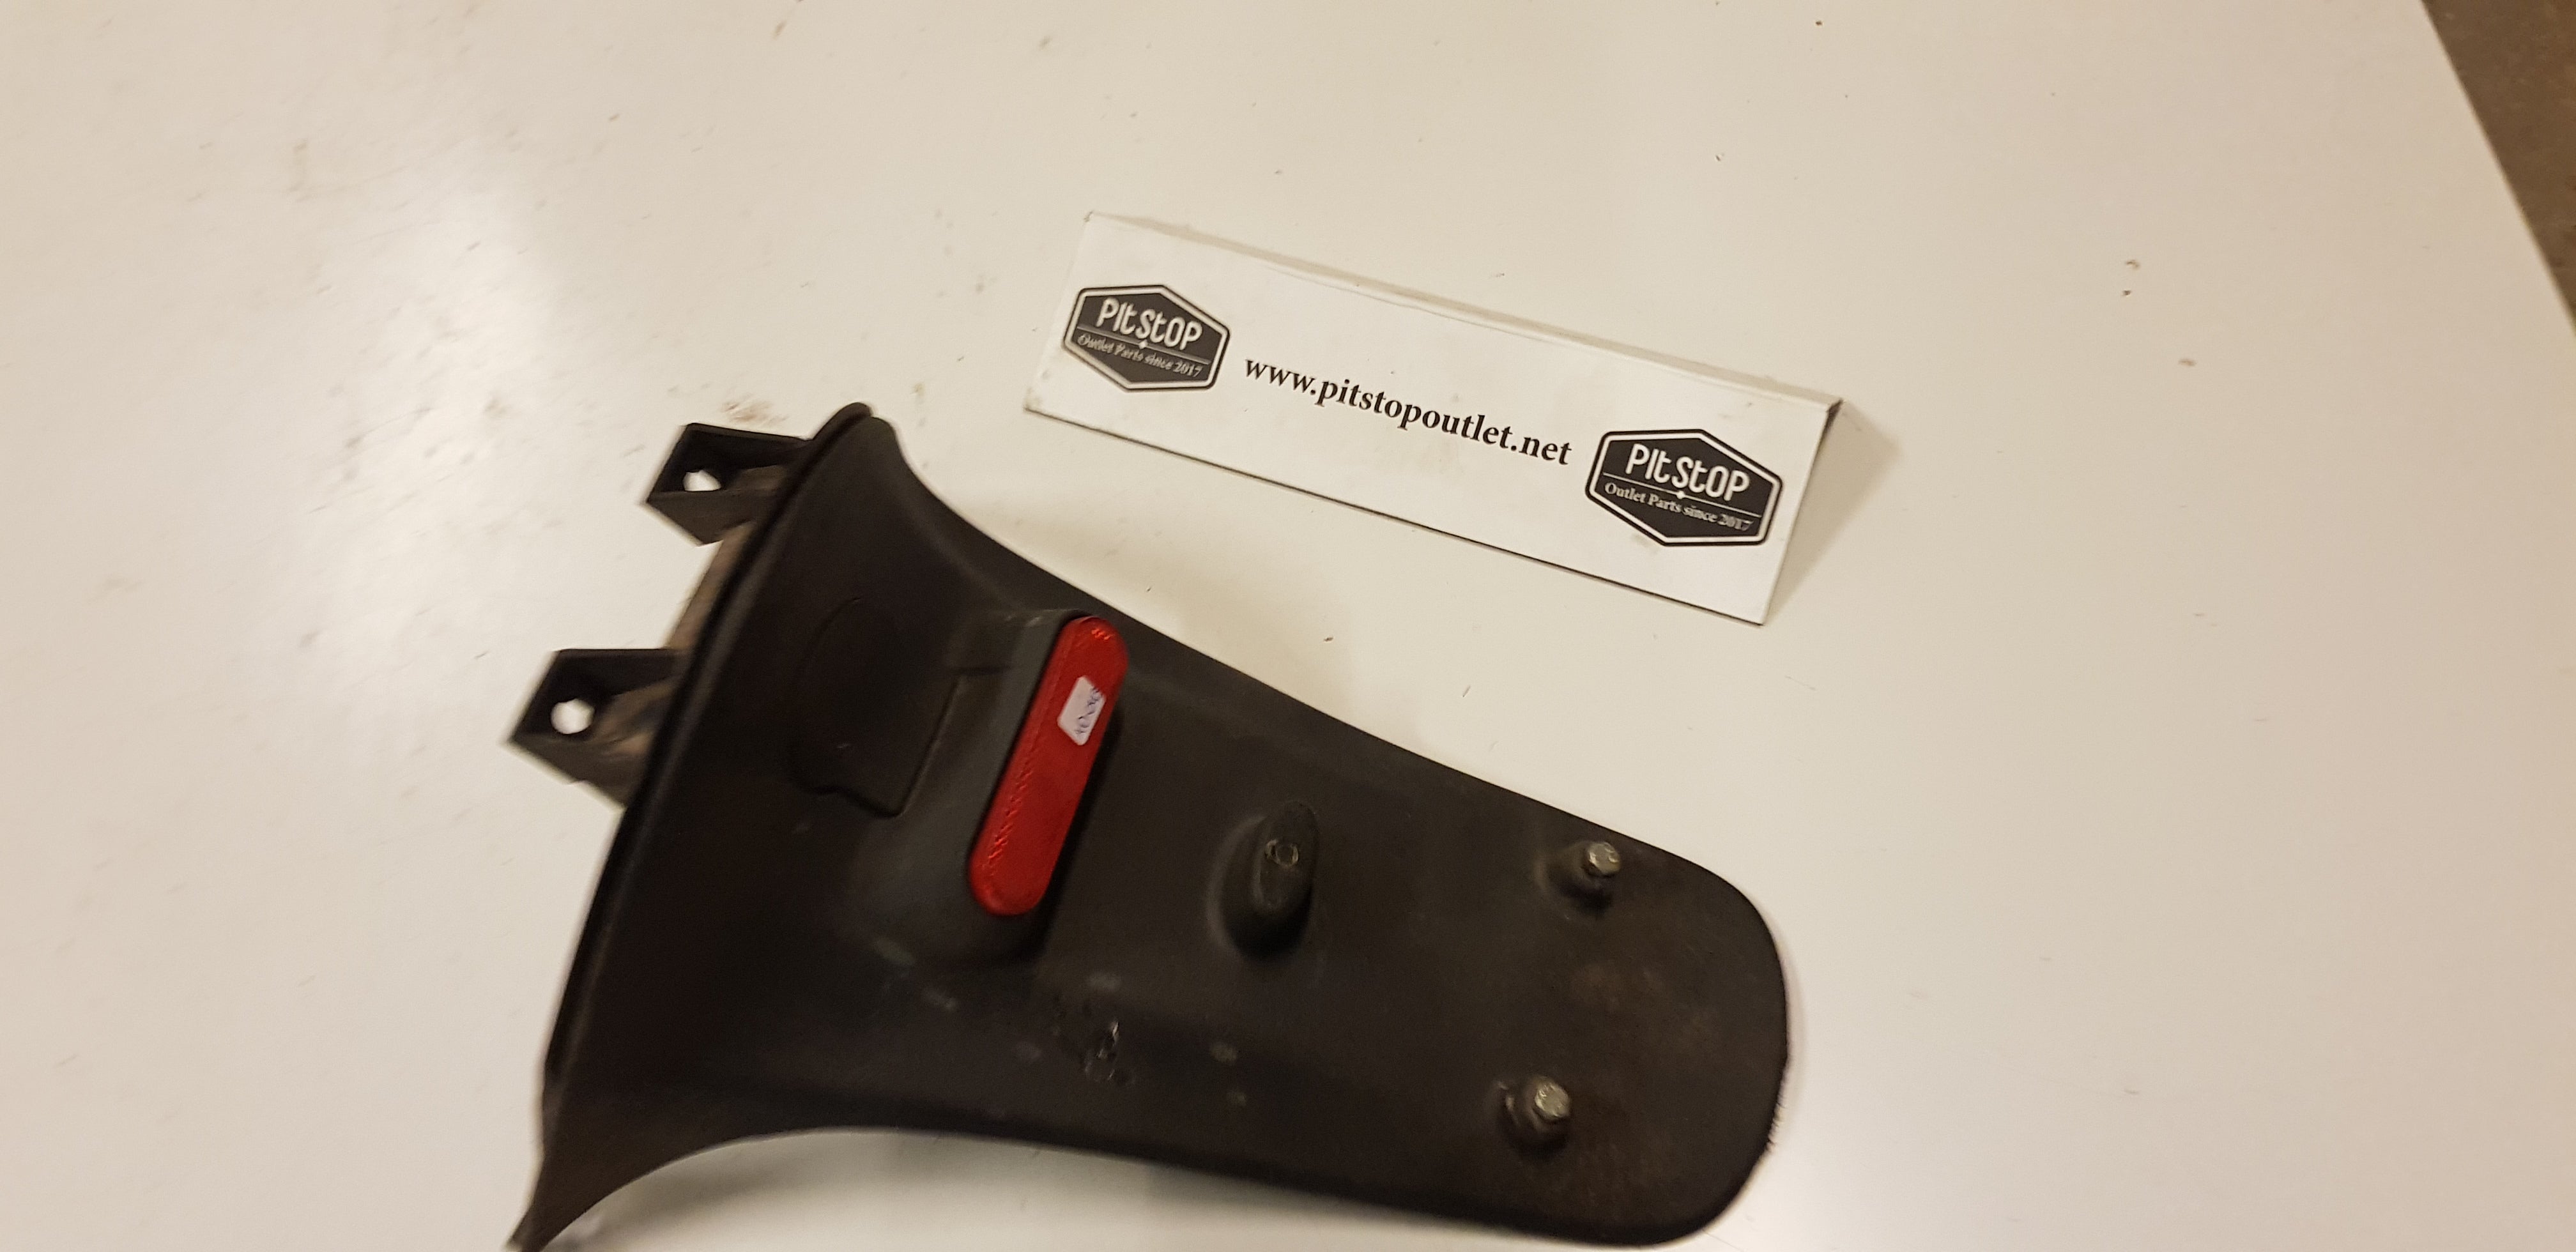 PitStop
Outlet Parts since 2017
www.pitstopoutlet.net
PitStop
Outlet Parts since 2017